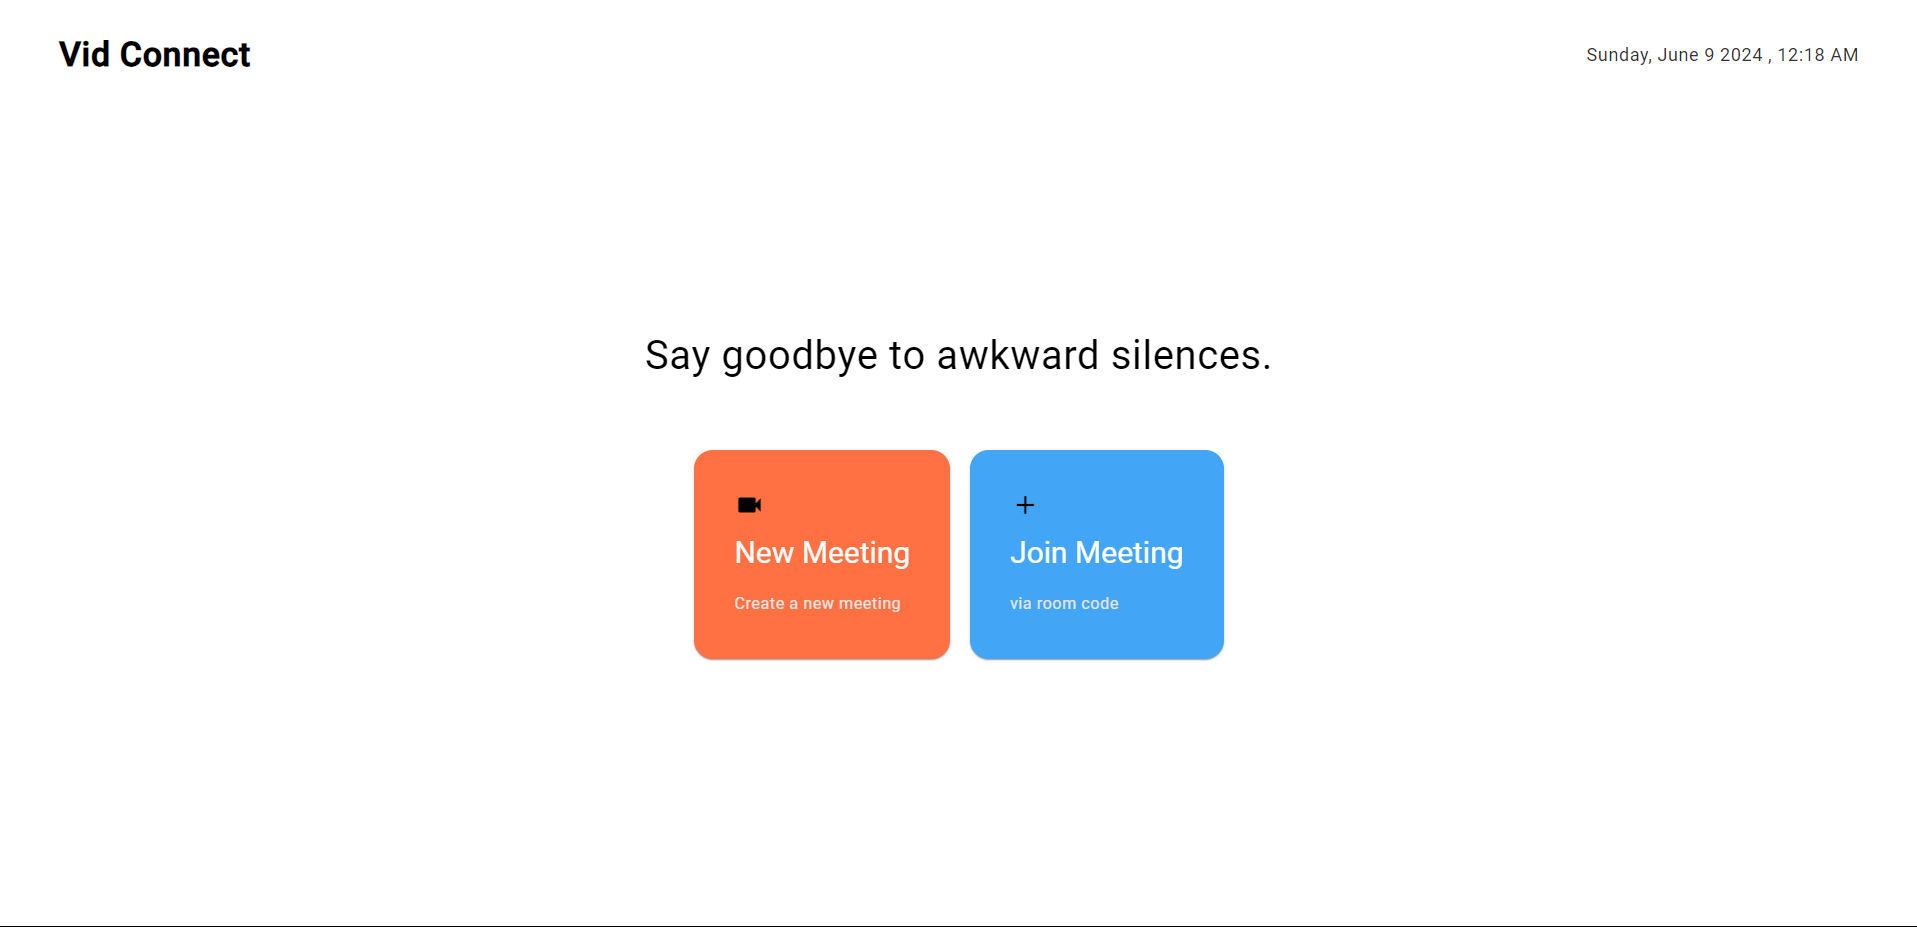 Vid Connect
Sunday, June 9 2024 , 12:18 AM
Say goodbye to awkward silences.
New Meeting
Create a new meeting
Join Meeting
via room code